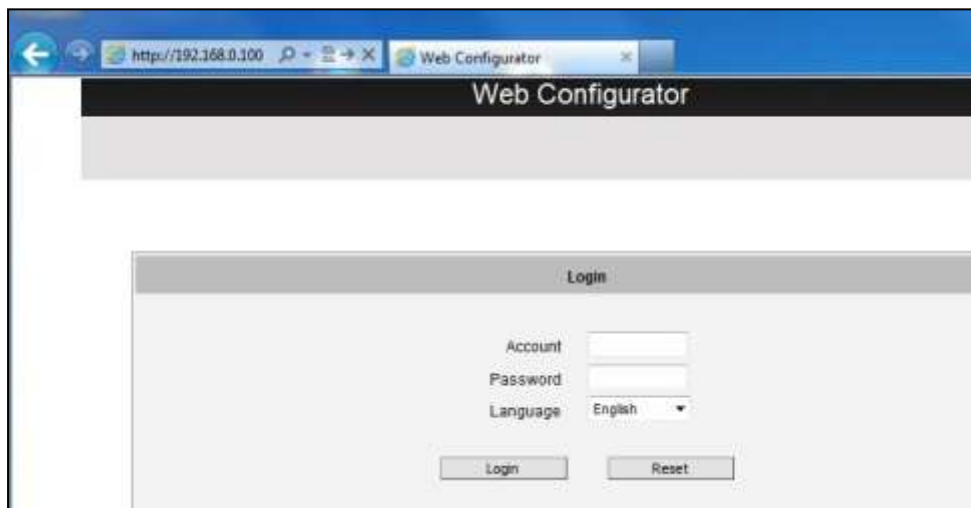 http://192.168.0.100 Web Configurator
Web Configurator
Login
Account
Password
Language English
Login Reset